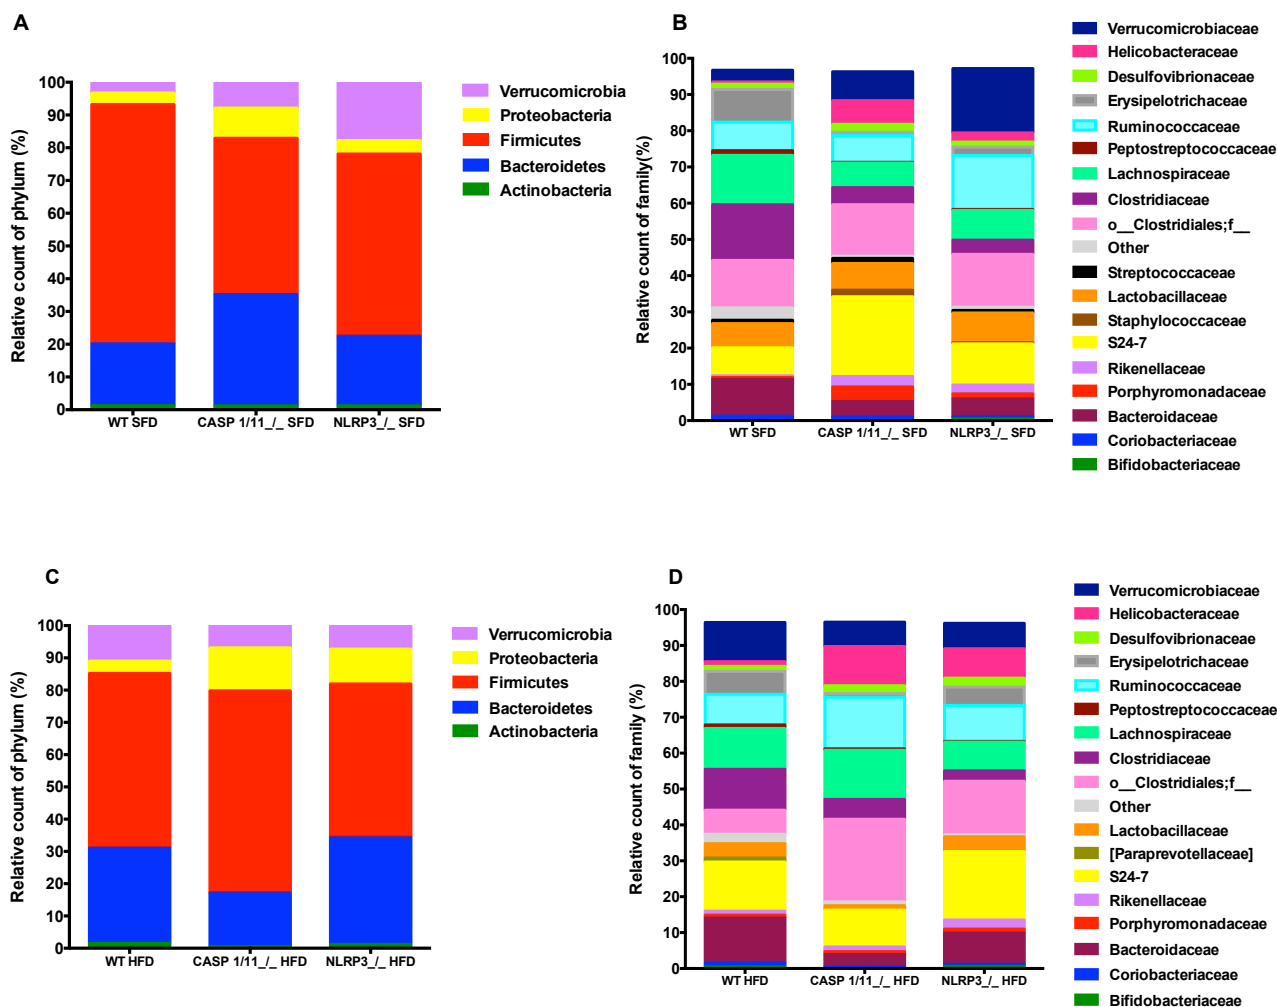 A
Relative count of phylum (%)
100
90
80
70
60
50
40
30
20
10
0
WT SFD
CASP 1/11_/_ SFD
NLRP3_/_ SFD
Verrucomicrobia
Proteobacteria
Firmicutes
Bacteroidetes
Actinobacteria
B
Relative count of family(%)
100
90
80
70
60
50
40
30
20
10
0
WT SFD
CASP 1/11_/_ SFD
NLRP3_/_ SFD
Verrucomicrobiaceae
Helicobacteraceae
Desulfovibrionaceae
Erysipelotrichaceae
Ruminococcaceae
Peptostreptococcaceae
Lachnospiraceae
Clostridiaceae
o__Clostridiales;f__
Other
Streptococcaceae
Lactobacillaceae
Staphylococcaceae
S24-7
Rikenellaceae
Porphyromonadaceae
Bacteroidaceae
Coriobacteriaceae
Bifidobacteriaceae
C
Relative count of phylum (%)
100
90
80
70
60
50
40
30
20
10
0
WT HFD
CASP 1/11_/_ HFD
NLRP3_/_ HFD
Verrucomicrobia
Proteobacteria
Firmicutes
Bacteroidetes
Actinobacteria
D
Relative count of family (%)
100
90
80
70
60
50
40
30
20
10
0
WT HFD
CASP 1/11_/_ HFD
NLRP3_/_ HFD
Verrucomicrobiaceae
Helicobacteraceae
Desulfovibrionaceae
Erysipelotrichaceae
Ruminococcaceae
Peptostreptococcaceae
Lachnospiraceae
Clostridiaceae
o__Clostridiales;f__
Other
Lactobacillaceae
[Paraprevotellaceae]
S24-7
Rikenellaceae
Porphyromonadaceae
Bacteroidaceae
Coriobacteriaceae
Bifidobacteriaceae